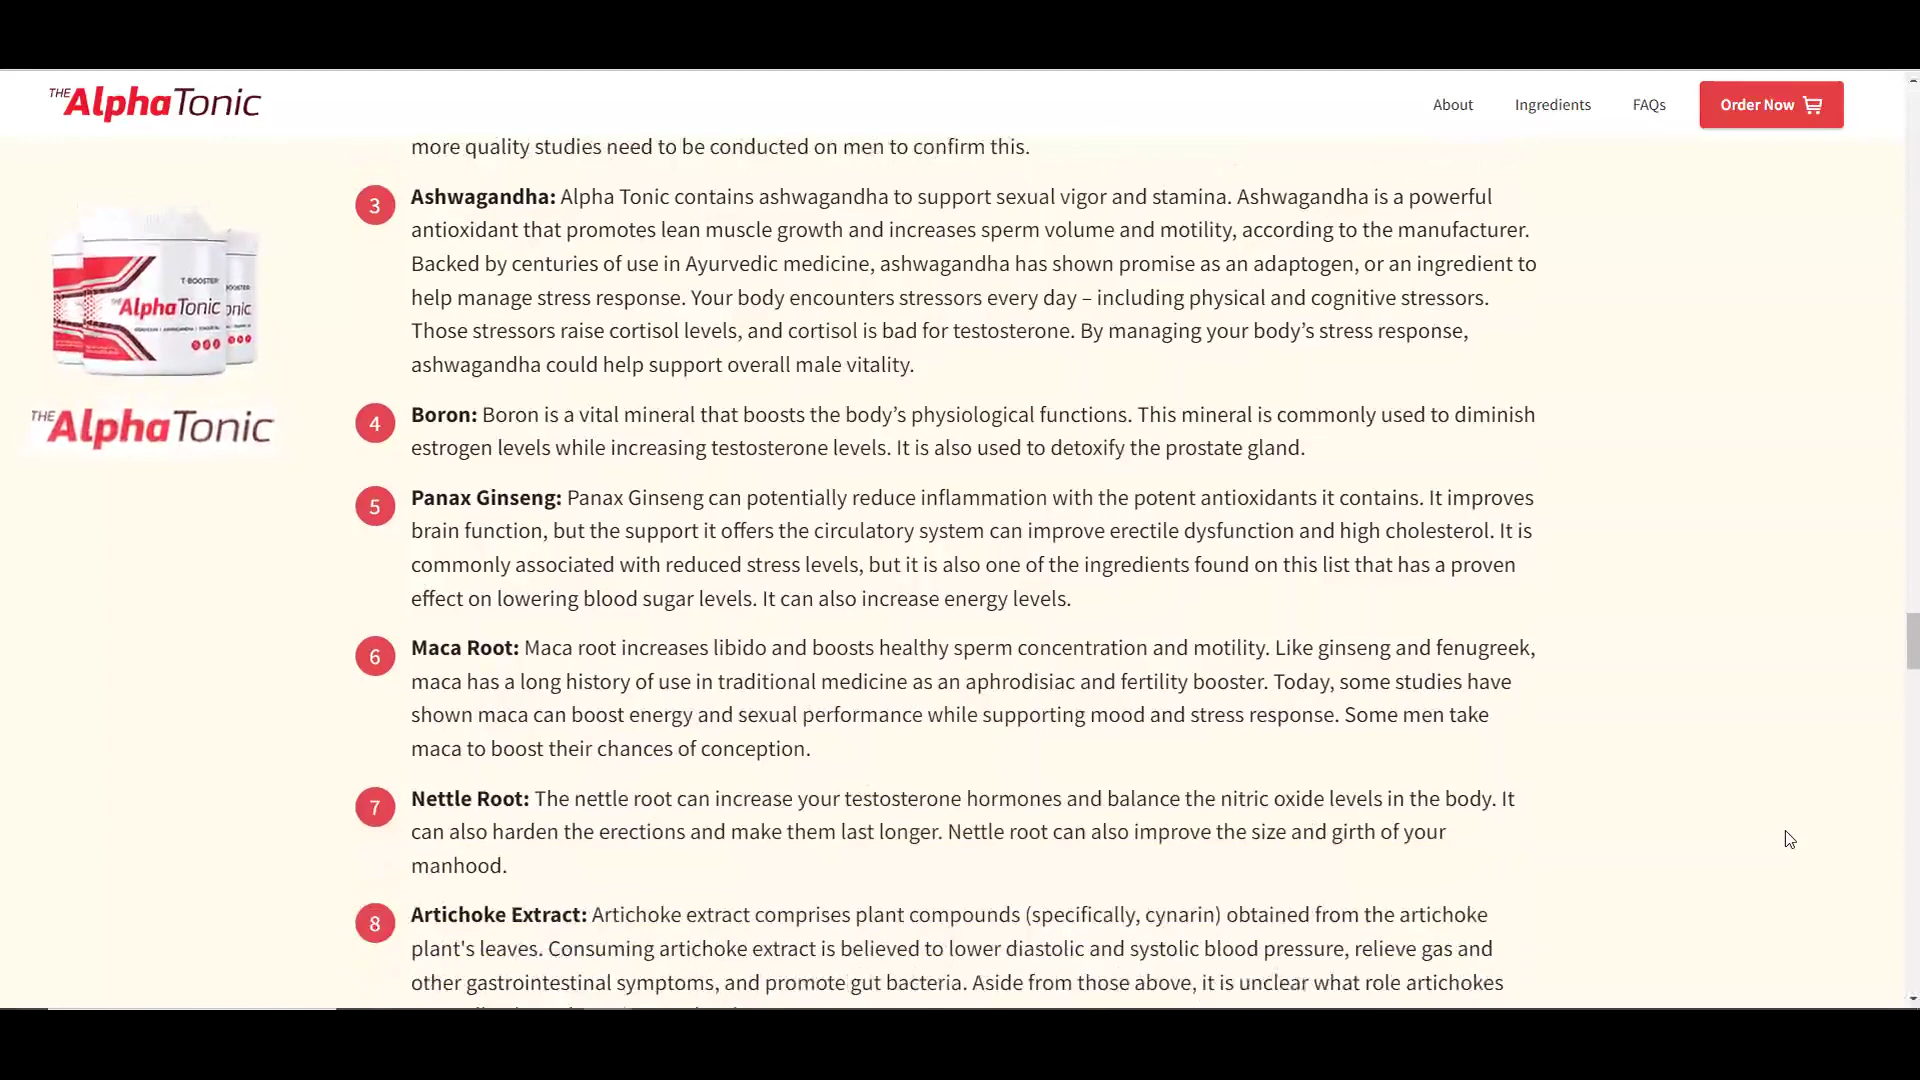 THE AlphaTonic
About
Ingredients
FAQs
Order Now
more quality studies need to be conducted on men to confirm this.
3
Ashwagandha: Alpha Tonic contains ashwagandha to support sexual vigor and stamina. Ashwagandha is a powerful
antioxidant that promotes lean muscle growth and increases sperm volume and motility, according to the manufacturer.
Backed by centuries of use in Ayurvedic medicine, ashwagandha has shown promise as an adaptogen, or an ingredient to
help manage stress response. Your body encounters stressors every day – including physical and cognitive stressors.
Those stressors raise cortisol levels, and cortisol is bad for testosterone. By managing your body’s stress response,
ashwagandha could help support overall male vitality.
T-BOOSTER
THE AlphaTonic
THE AlphaTonic
4
Boron: Boron is a vital mineral that boosts the body’s physiological functions. This mineral is commonly used to diminish
estrogen levels while increasing testosterone levels. It is also used to detoxify the prostate gland.
5
Panax Ginseng: Panax Ginseng can potentially reduce inflammation with the potent antioxidants it contains. It improves
brain function, but the support it offers the circulatory system can improve erectile dysfunction and high cholesterol. It is
commonly associated with reduced stress levels, but it is also one of the ingredients found on this list that has a proven
effect on lowering blood sugar levels. It can also increase energy levels.
6
Maca Root: Maca root increases libido and boosts healthy sperm concentration and motility. Like ginseng and fenugreek,
maca has a long history of use in traditional medicine as an aphrodisiac and fertility booster. Today, some studies have
shown maca can boost energy and sexual performance while supporting mood and stress response. Some men take
maca to boost their chances of conception.
7
Nettle Root: The nettle root can increase your testosterone hormones and balance the nitric oxide levels in the body. It
can also harden the erections and make them last longer. Nettle root can also improve the size and girth of your
manhood.
8
Artichoke Extract: Artichoke extract comprises plant compounds (specifically, cynarin) obtained from the artichoke
plant's leaves. Consuming artichoke extract is believed to lower diastolic and systolic blood pressure, relieve gas and
other gastrointestinal symptoms, and promote gut bacteria. Aside from those above, it is unclear what role artichokes